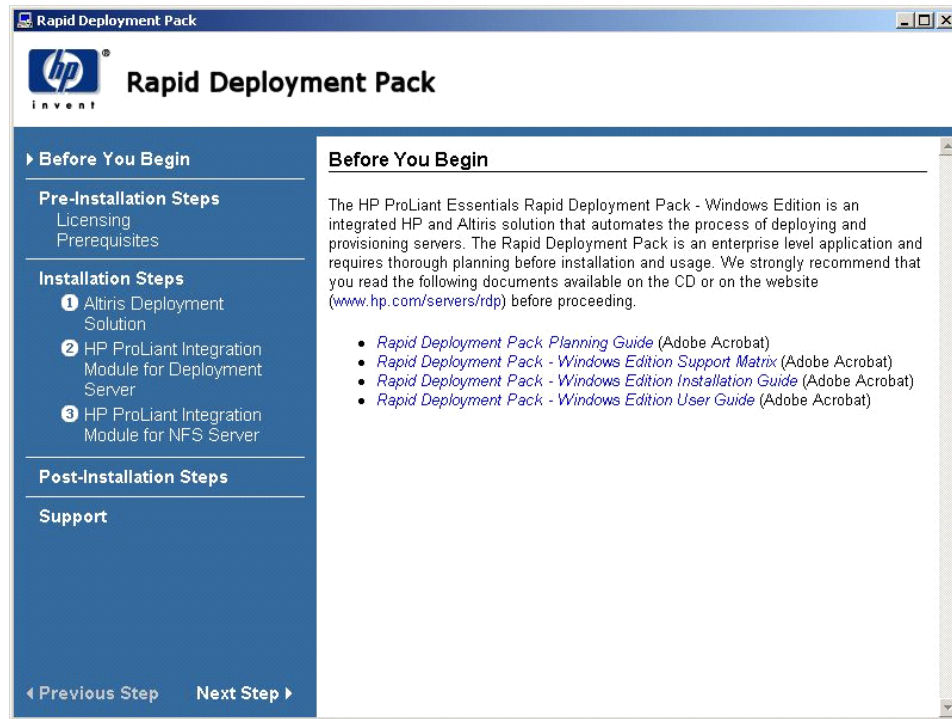 Rapid Deployment Pack
hp
®
invent
Rapid Deployment Pack
Before You Begin
Pre-Installation Steps
Licensing
Prerequisites
Installation Steps
1 Altiris Deployment
Solution
2 HP ProLiant Integration
Module for Deployment
Server
3 HP ProLiant Integration
Module for NFS Server
Post-Installation Steps
Support
Previous Step Next Step
Before You Begin
The HP ProLiant Essentials Rapid Deployment Pack - Windows Edition is an
integrated HP and Altiris solution that automates the process of deploying and
provisioning servers. The Rapid Deployment Pack is an enterprise level application and
requires thorough planning before installation and usage. We strongly recommend that
you read the following documents available on the CD or on the website
(www.hp.com/servers/rdp) before proceeding.
• Rapid Deployment Pack Planning Guide (Adobe Acrobat)
• Rapid Deployment Pack - Windows Edition Support Matrix (Adobe Acrobat)
• Rapid Deployment Pack - Windows Edition Installation Guide (Adobe Acrobat)
• Rapid Deployment Pack - Windows Edition User Guide (Adobe Acrobat)